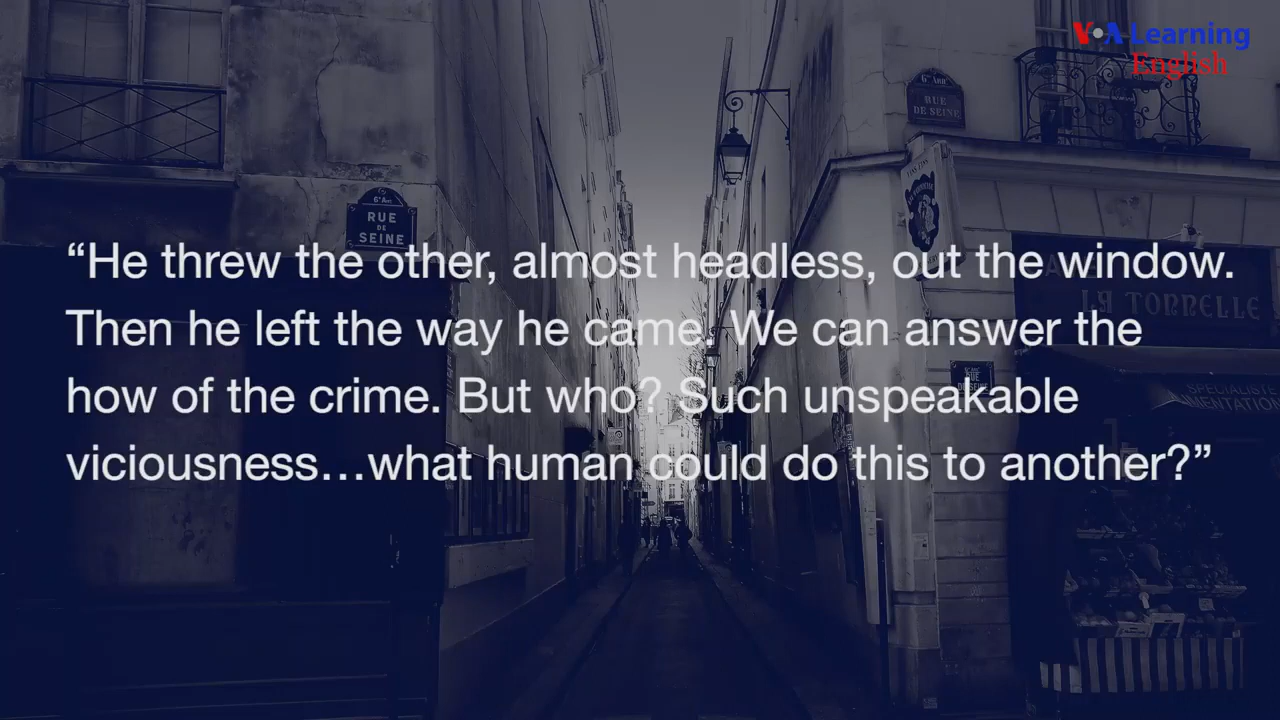 VOA Learning
English
6e Arrt
RUE
DE SEINE
6e Arrt
RUE
DE
SEINE
“He threw the other, almost headless, out the window.
Then he left the way he came. We can answer the
how of the crime. But who? Such unspeakable
viciousness…what human could do this to another?”
LA TONNELLE